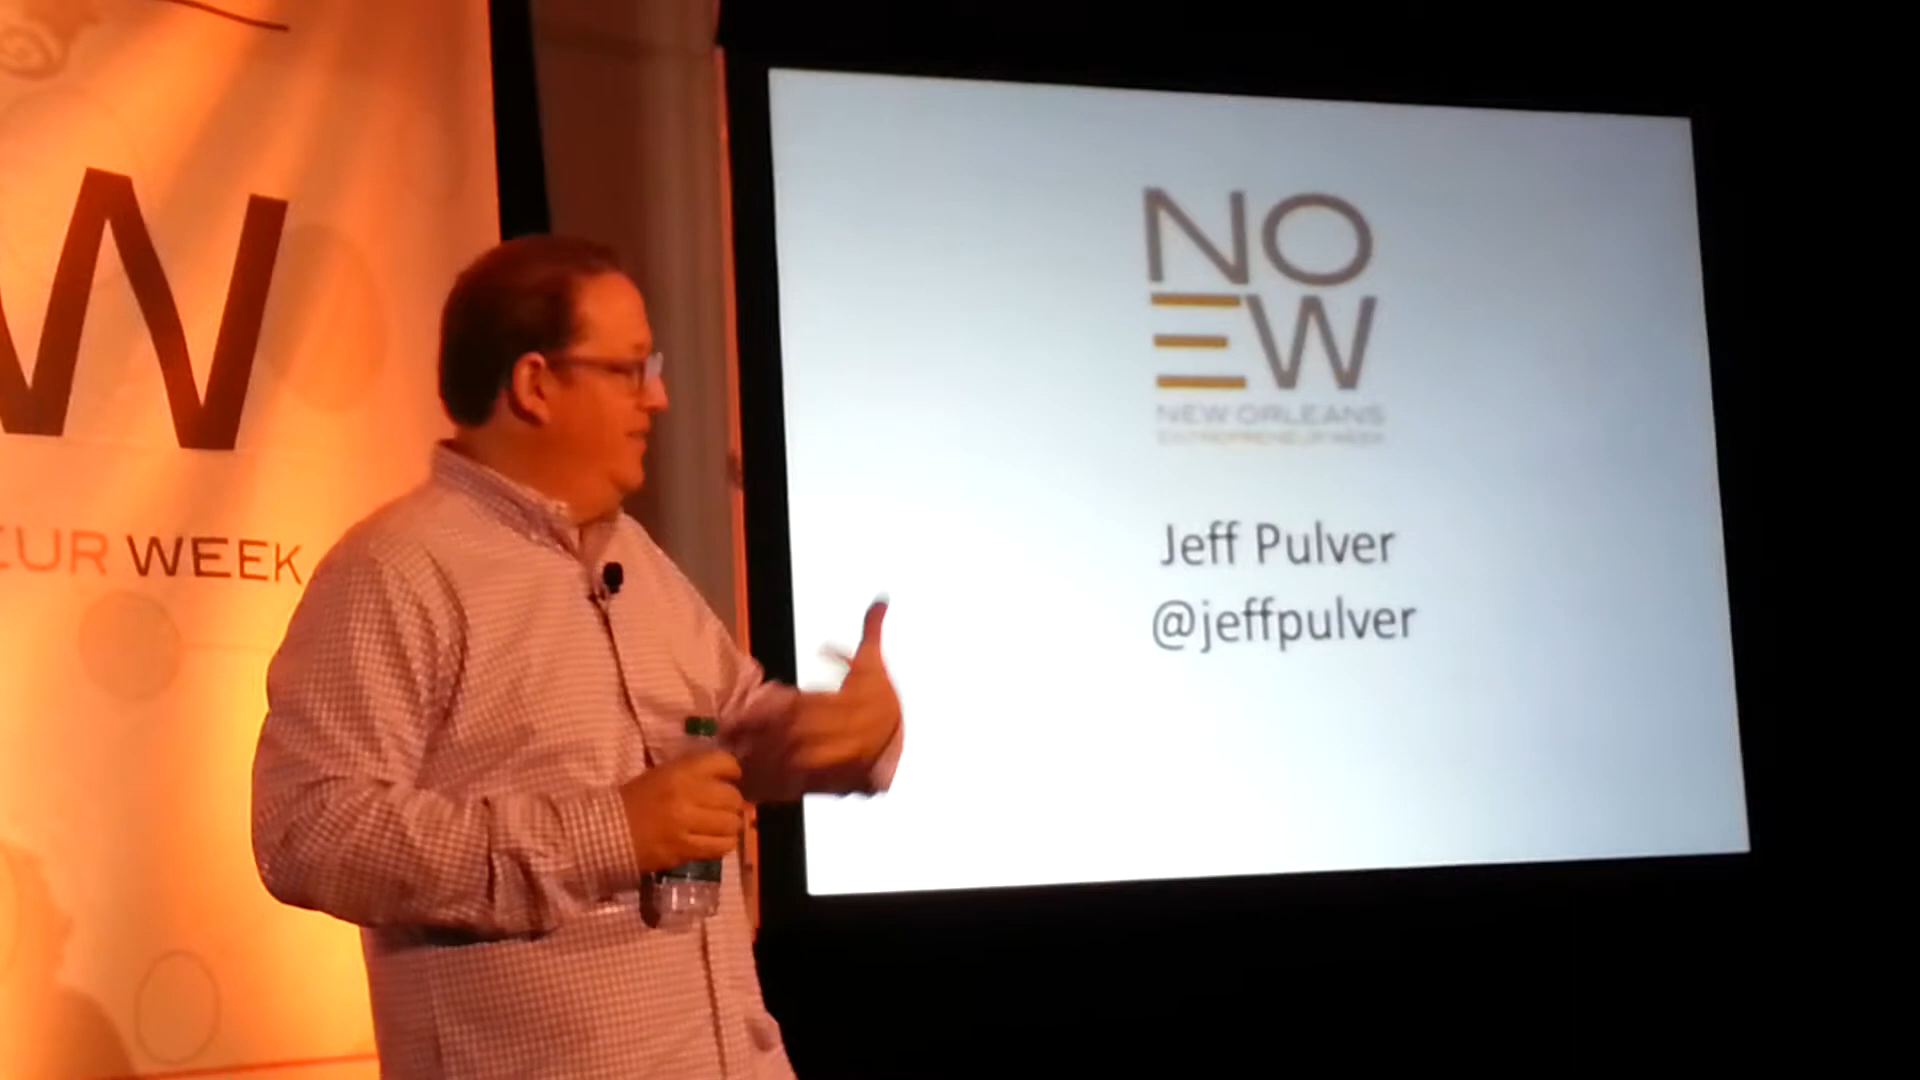 W
EUR WEEK
NO
EW
NEW ORLEANS
ENTREPRENEUR WEEK
Jeff Pulver
@jeffpulver